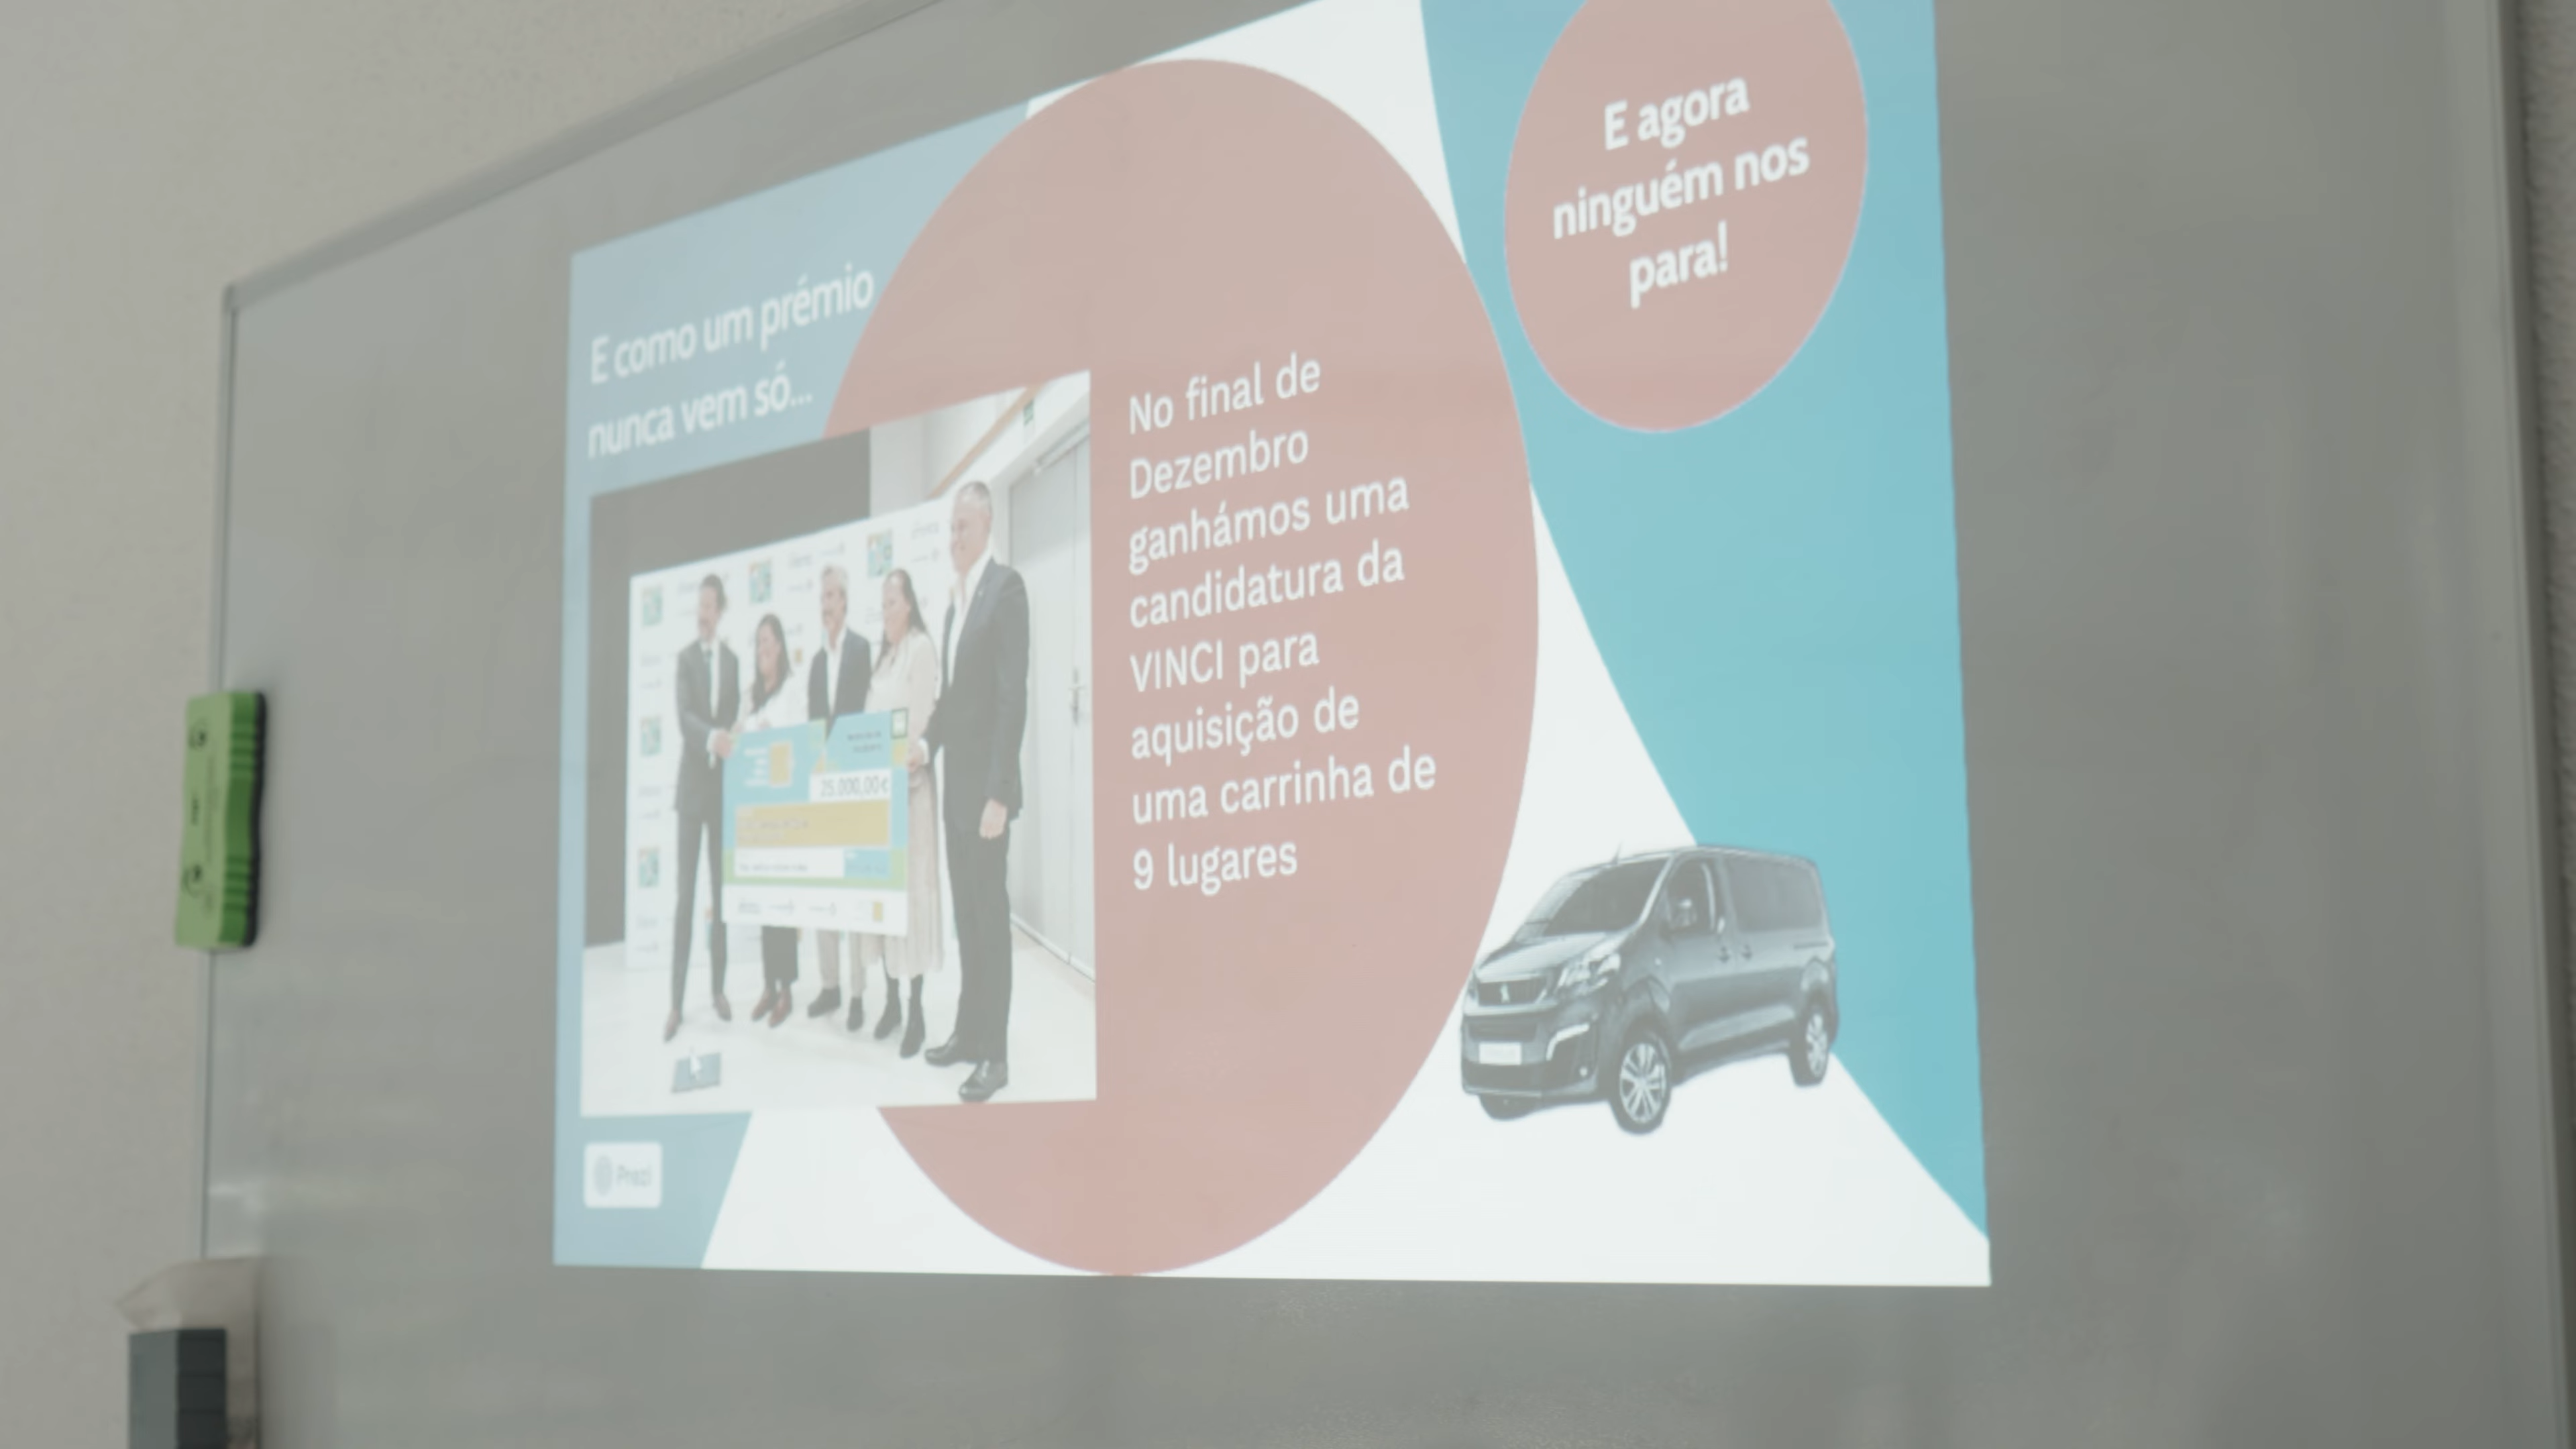 E como um prémio
nunca vem só...
No final de
Dezembro
ganhámos uma
candidatura da
VINCI para
aquisição de
uma carrinha de
9 lugares
E agora
ninguém nos
para!
25.000,00€
Prezi